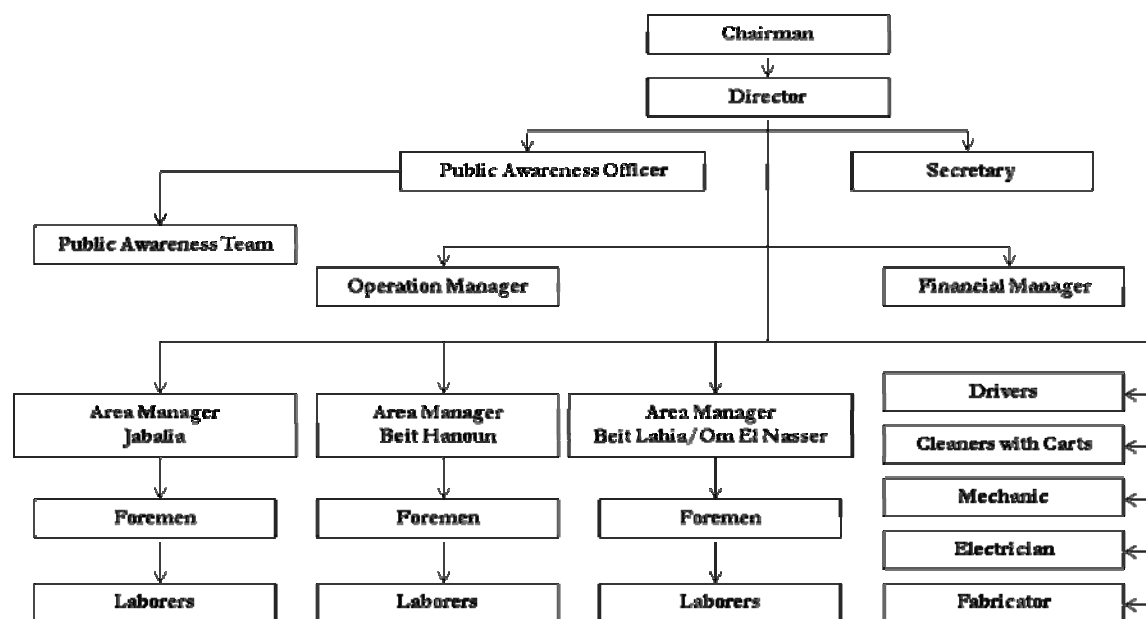 Chairman
Director
Public Awareness Officer
Secretary
Public Awareness Team
Operation Manager
Financial Manager
Area Manager
Jabalia
Area Manager
Beit Hanoun
Area Manager
Beit Lahia/Om El Nasser
Drivers
Cleaners with Carts
Foremen
Foremen
Foremen
Mechanic
Electrician
Laborers
Laborers
Laborers
Fabricator